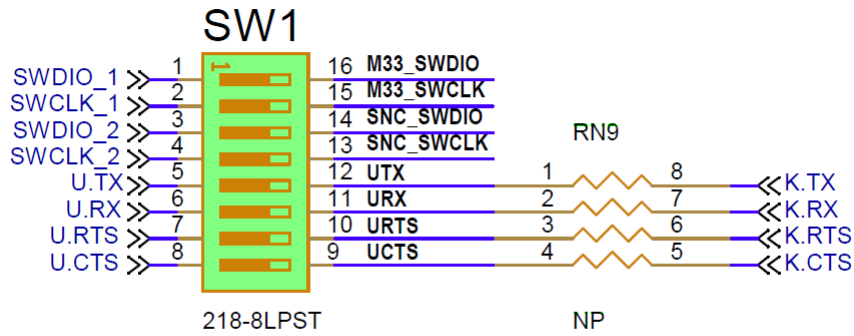 SW1
1
SWDIO_1 1 16 M33_SWDIO
SWCLK_1 2 15 M33_SWCLK
SWDIO_2 3 14 SNC_SWDIO
SWCLK_2 4 13 SNC_SWCLK
RN9
U.TX 5 12 UTX 1 8 K.TX
U.RX 6 11 URX 2 7 K.RX
U.RTS 7 10 URTS 3 6 K.RTS
U.CTS 8 9 UCTS 4 5 K.CTS
218-8LPST NP